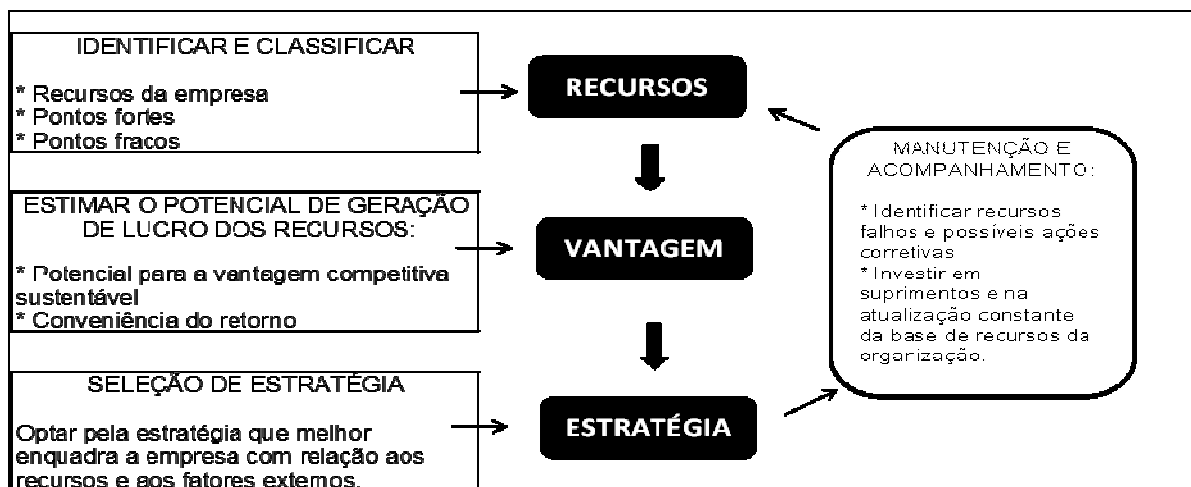 IDENTIFICAR E CLASSIFICAR
* Recursos da empresa
* Pontos fortes
* Pontos fracos
RECURSOS
ESTIMAR O POTENCIAL DE GERAÇÃO
DE LUCRO DOS RECURSOS:
* Potencial para a vantagem competitiva
sustentável
* Conveniência do retorno
VANTAGEM
SELEÇÃO DE ESTRATÉGIA
Optar pela estratégia que melhor
enquadra a empresa com relação aos
recursos e aos fatores externos.
ESTRATÉGIA
MANUTENÇÃO E
ACOMPANHAMENTO:
* Identificar recursos
falhos e possíveis ações
corretivas
* Investir em
suprimentos e na
atualização constante
da base de recursos da
organização.